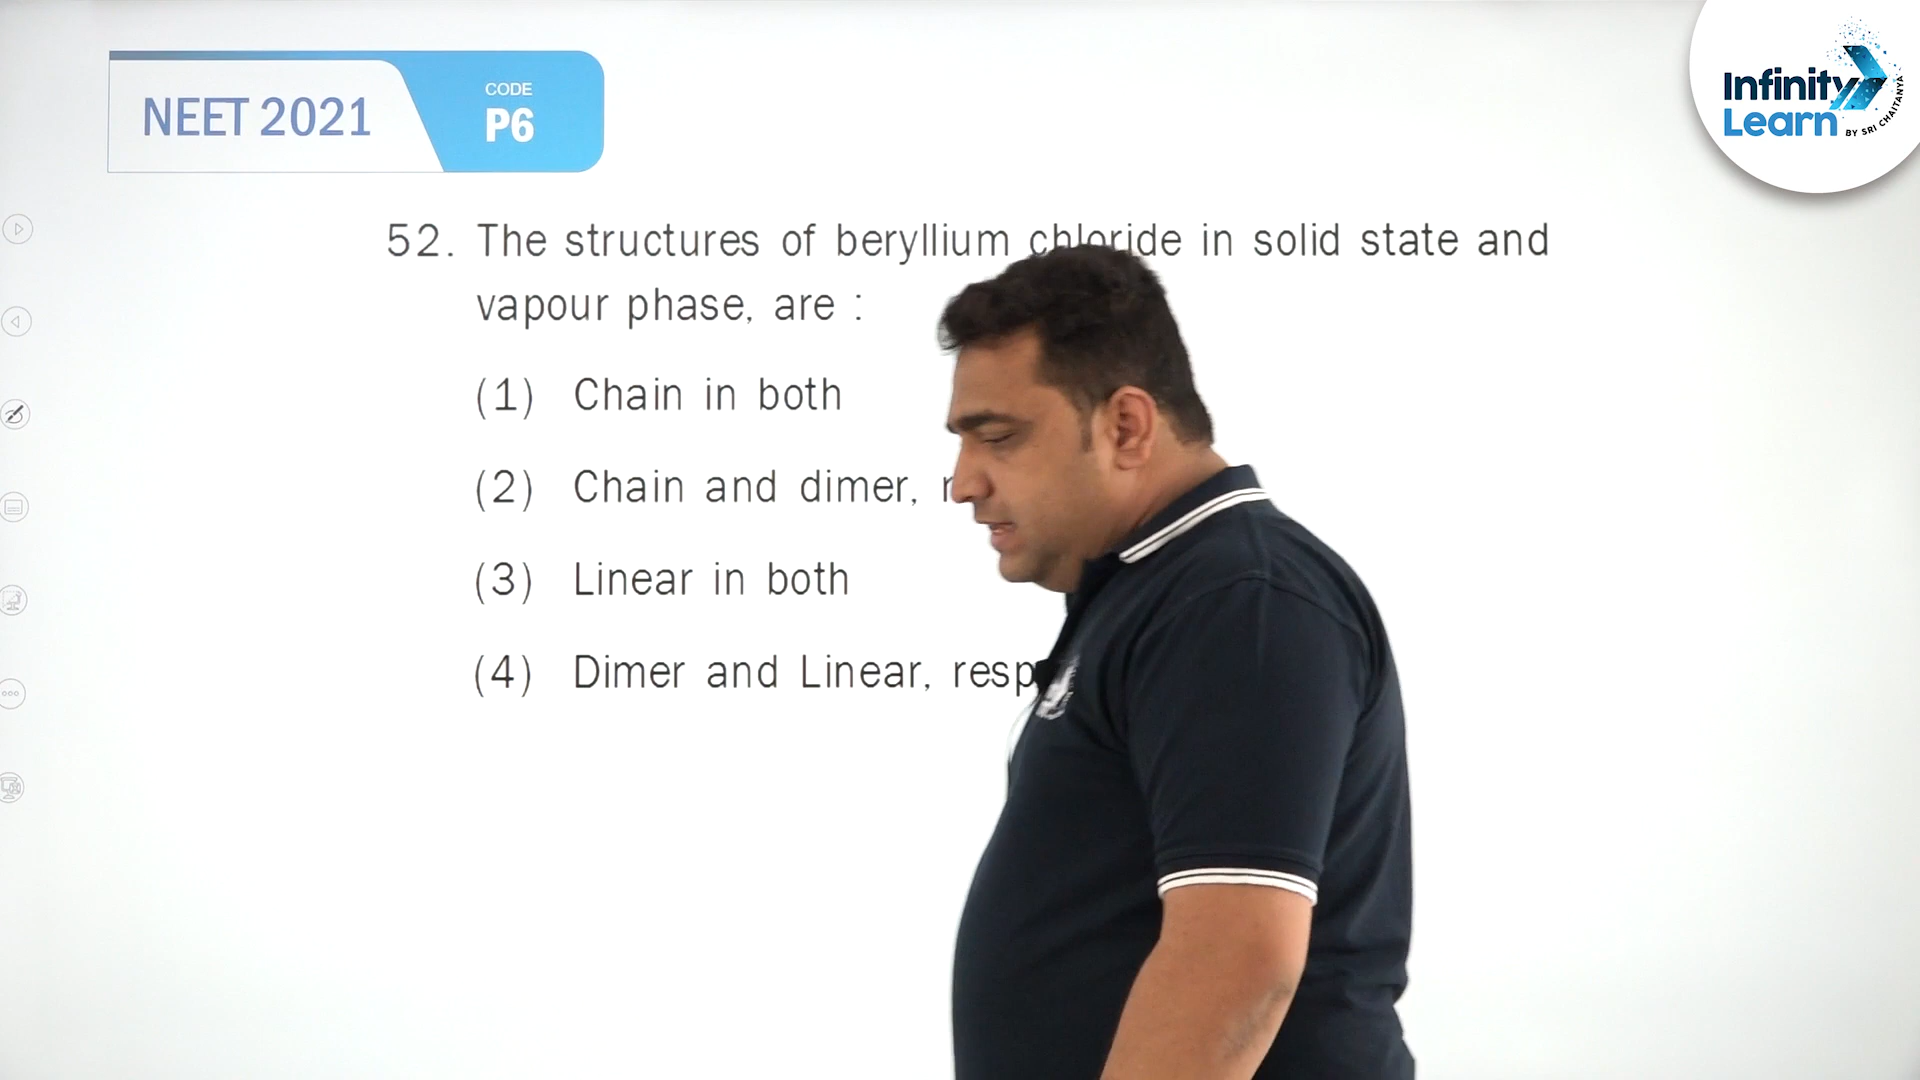 NEET 2021
CODE
P6
Infinity
Learn
BY SRI CHAITANYA
52. The structures of beryllium chloride in solid state and
vapour phase, are :
(1) Chain in both
(2) Chain and dimer,
(3) Linear in both
(4) Dimer and Linear,